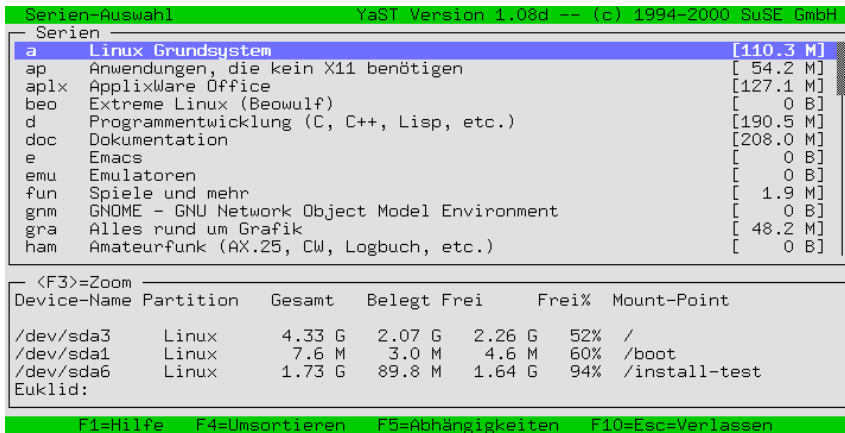 Serien-Auswahl YaST Version 1.08d -- (c) 1994-2000 SuSE GmbH
Serien
a Linux Grundsystem [110.3 M]
ap Anwendungen, die kein X11 benötigen [ 54.2 M]
aplx ApplixWare Office [127.1 M]
beo Extreme Linux (Beowulf) [ 0 B]
d Programmentwicklung (C, C++, Lisp, etc.) [190.5 M]
doc Dokumentation [208.0 M]
e Emacs [ 0 B]
emu Emulatoren [ 0 B]
fun Spiele und mehr [ 1.9 M]
gnm GNOME - GNU Network Object Model Environment [ 0 B]
gra Alles rund um Grafik [ 48.2 M]
ham Amateurfunk (AX.25, CW, Logbuch, etc.) [ 0 B]
<F3>=Zoom
Device-Name Partition Gesamt Belegt Frei Frei% Mount-Point
/dev/sda3 Linux 4.33 G 2.07 G 2.26 G 52% /
/dev/sda1 Linux 7.6 M 3.0 M 4.6 M 60% /boot
/dev/sda6 Linux 1.73 G 89.8 M 1.64 G 94% /install-test
Euklid:
F1=Hilfe F4=Umsortieren F5=Abhängigkeiten F10=Esc=Verlassen